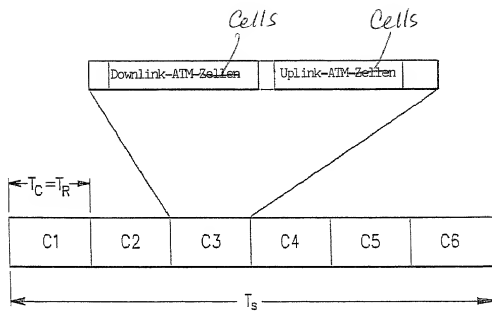 Cells Cells
Downlink-ATM-Zellen Uplink-ATM-Zellen
T_C=T_R
C1 C2 C3 C4 C5 C6
T_s